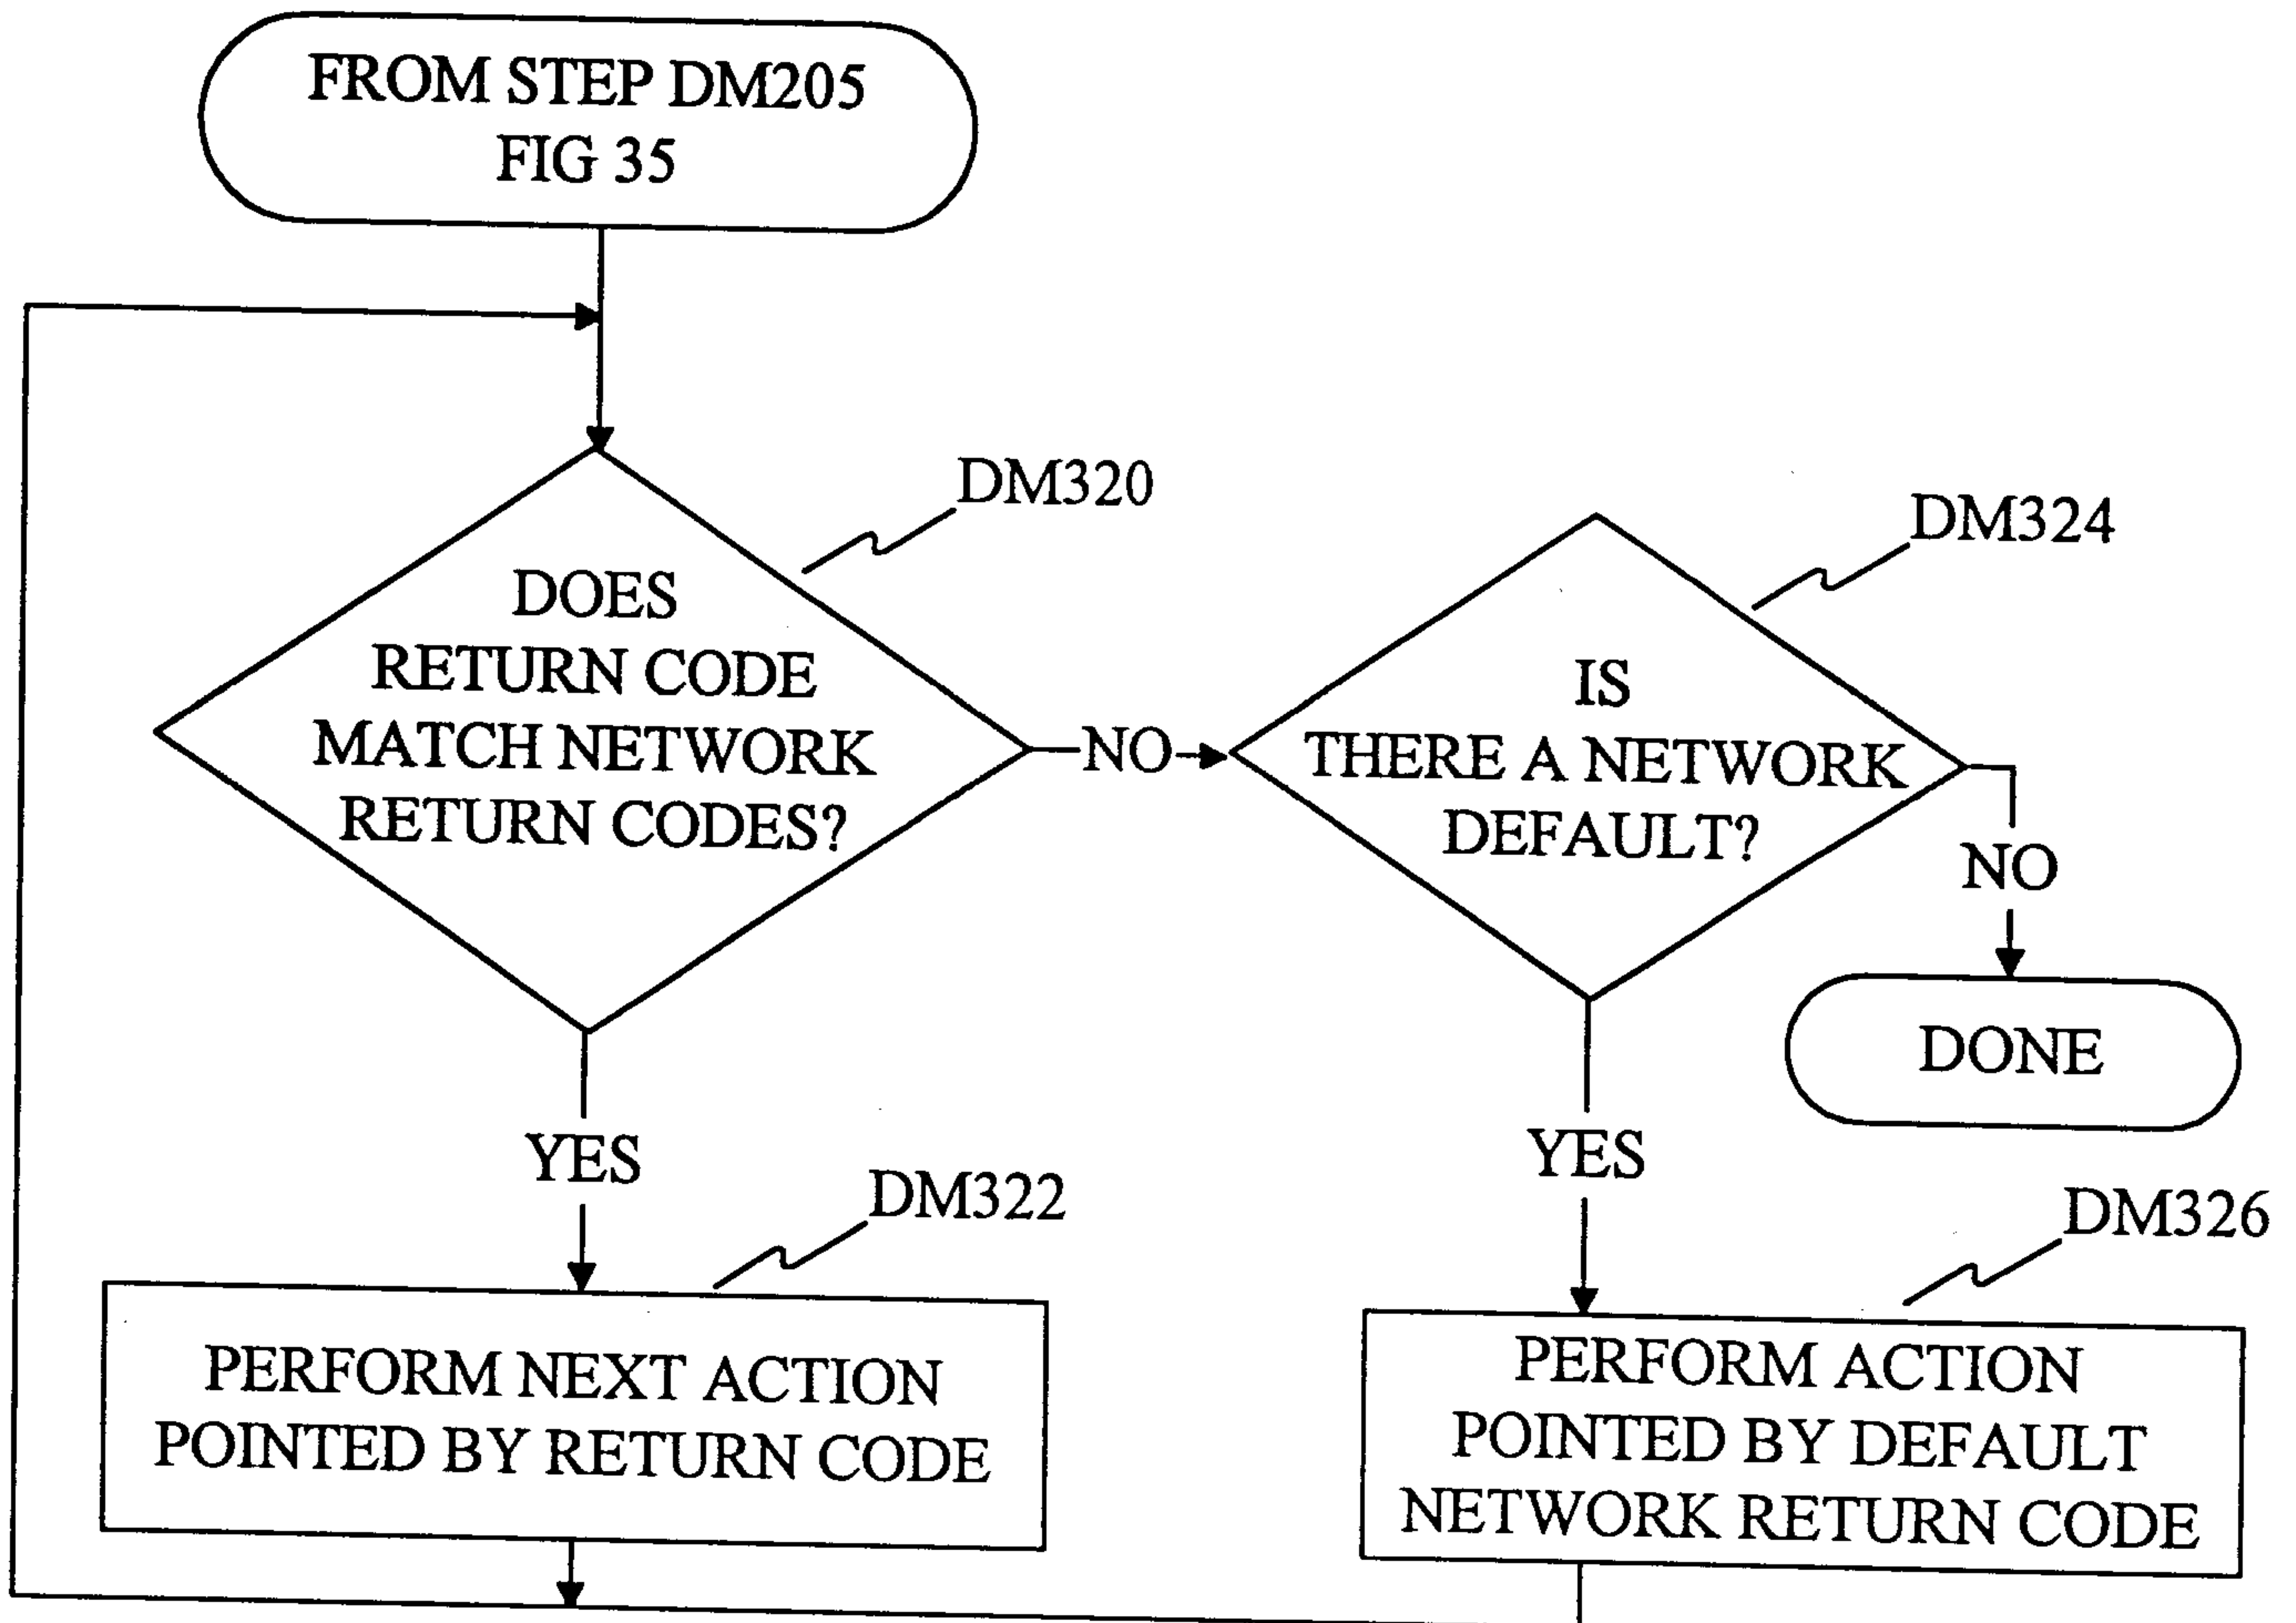 FROM STEP DM205
FIG 35
DM320
DOES
RETURN CODE
MATCH NETWORK
RETURN CODES?
NO
DM324
IS
THERE A NETWORK
DEFAULT?
NO
DONE
YES
DM322
PERFORM NEXT ACTION
POINTED BY RETURN CODE
YES
DM326
PERFORM ACTION
POINTED BY DEFAULT
NETWORK RETURN CODE